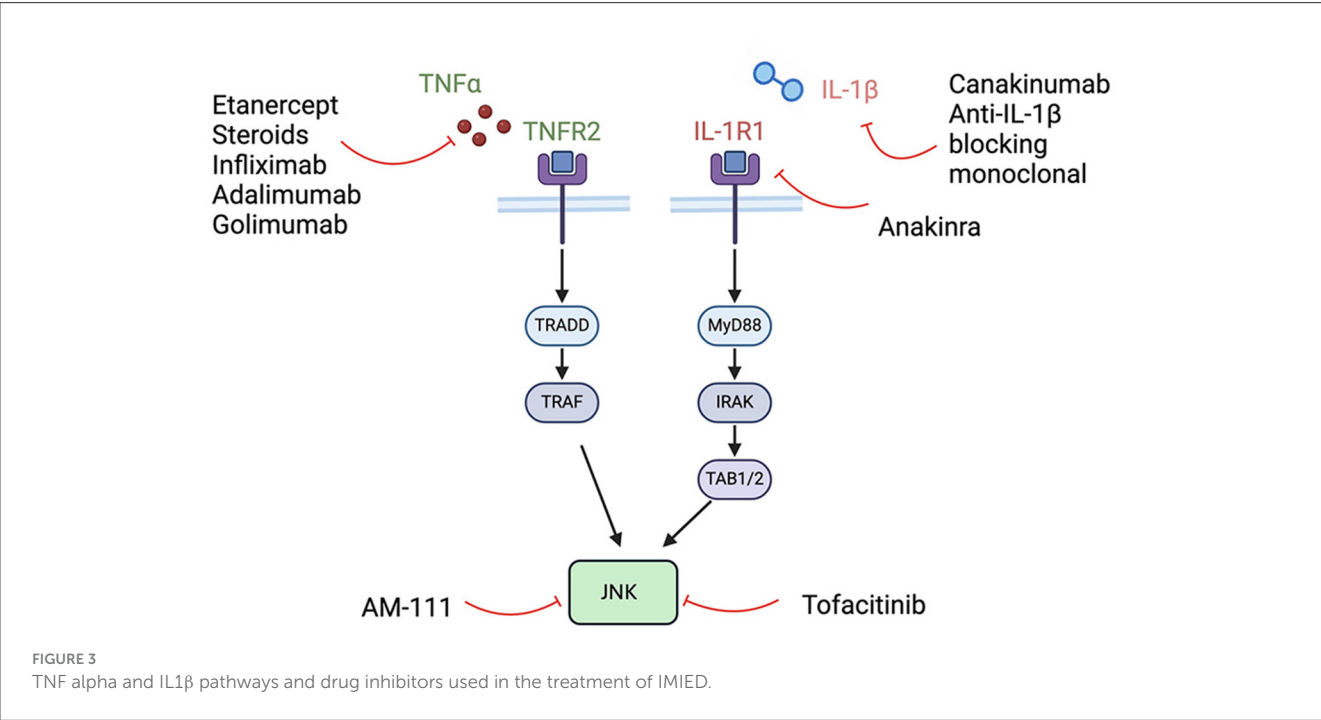 TNFα
Etanercept
Steroids
Infliximab
Adalimumab
Golimumab
TNFR2
IL-1R1
IL-1β
Canakinumab
Anti-IL-1β
blocking
monoclonal
Anakinra
TRADD
MyD88
TRAF
IRAK
TAB1/2
JNK
AM-111
Tofacitinib
FIGURE 3
TNF alpha and IL1β pathways and drug inhibitors used in the treatment of IMIED.